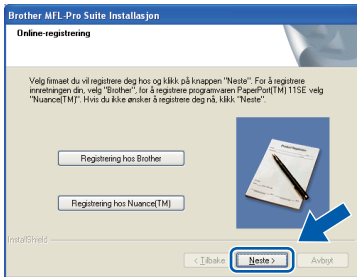 Brother MFL-Pro Suite Installasjon
Online-registrering
Velg firmaet du vil registrere deg hos og klikk på knappen "Neste". For å registrere
innretningen din, velg "Brother", for å registrere programvaren PaperPort(TM) 11SE velg
"Nuance(TM)". Hvis du ikke ønsker å registrere deg nå, klikk "Neste".
Registrering hos Brother
Product Registration
Registrering hos Nuance(TM)
InstallShield
< Tilbake
Neste >
Avbryt